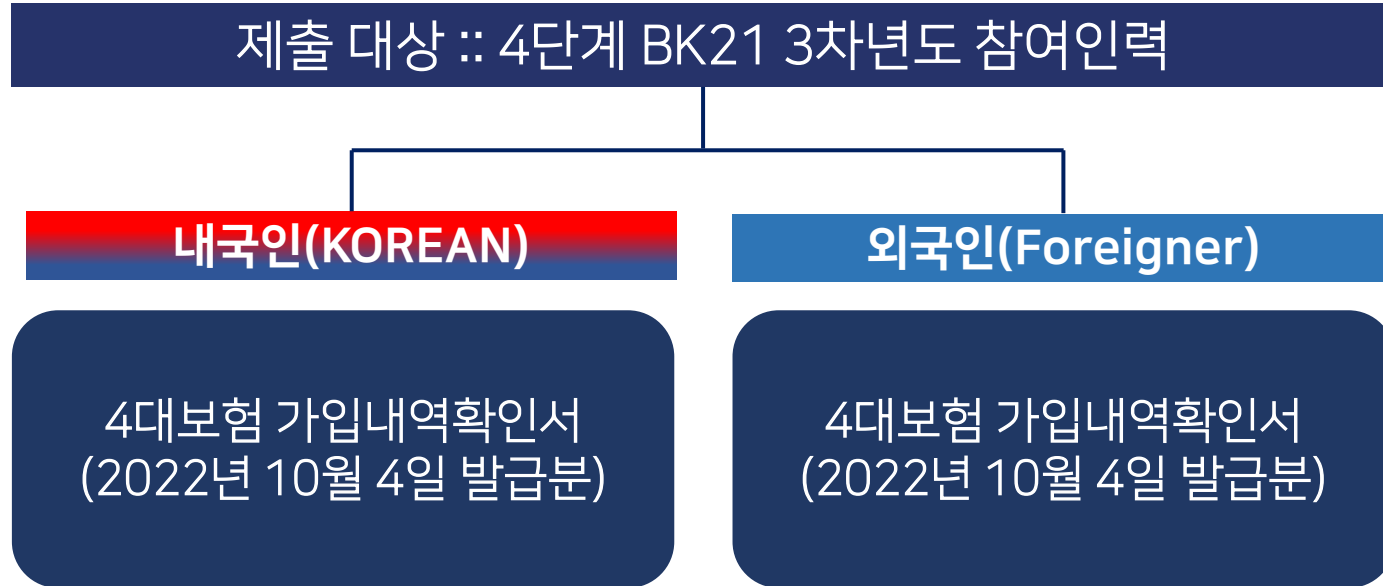 제출 대상 :: 4단계 BK21 3차년도 참여인력
내국인(KOREAN)
외국인(Foreigner)
4대보험 가입내역확인서
(2022년 10월 4일 발급분)
4대보험 가입내역확인서
(2022년 10월 4일 발급분)